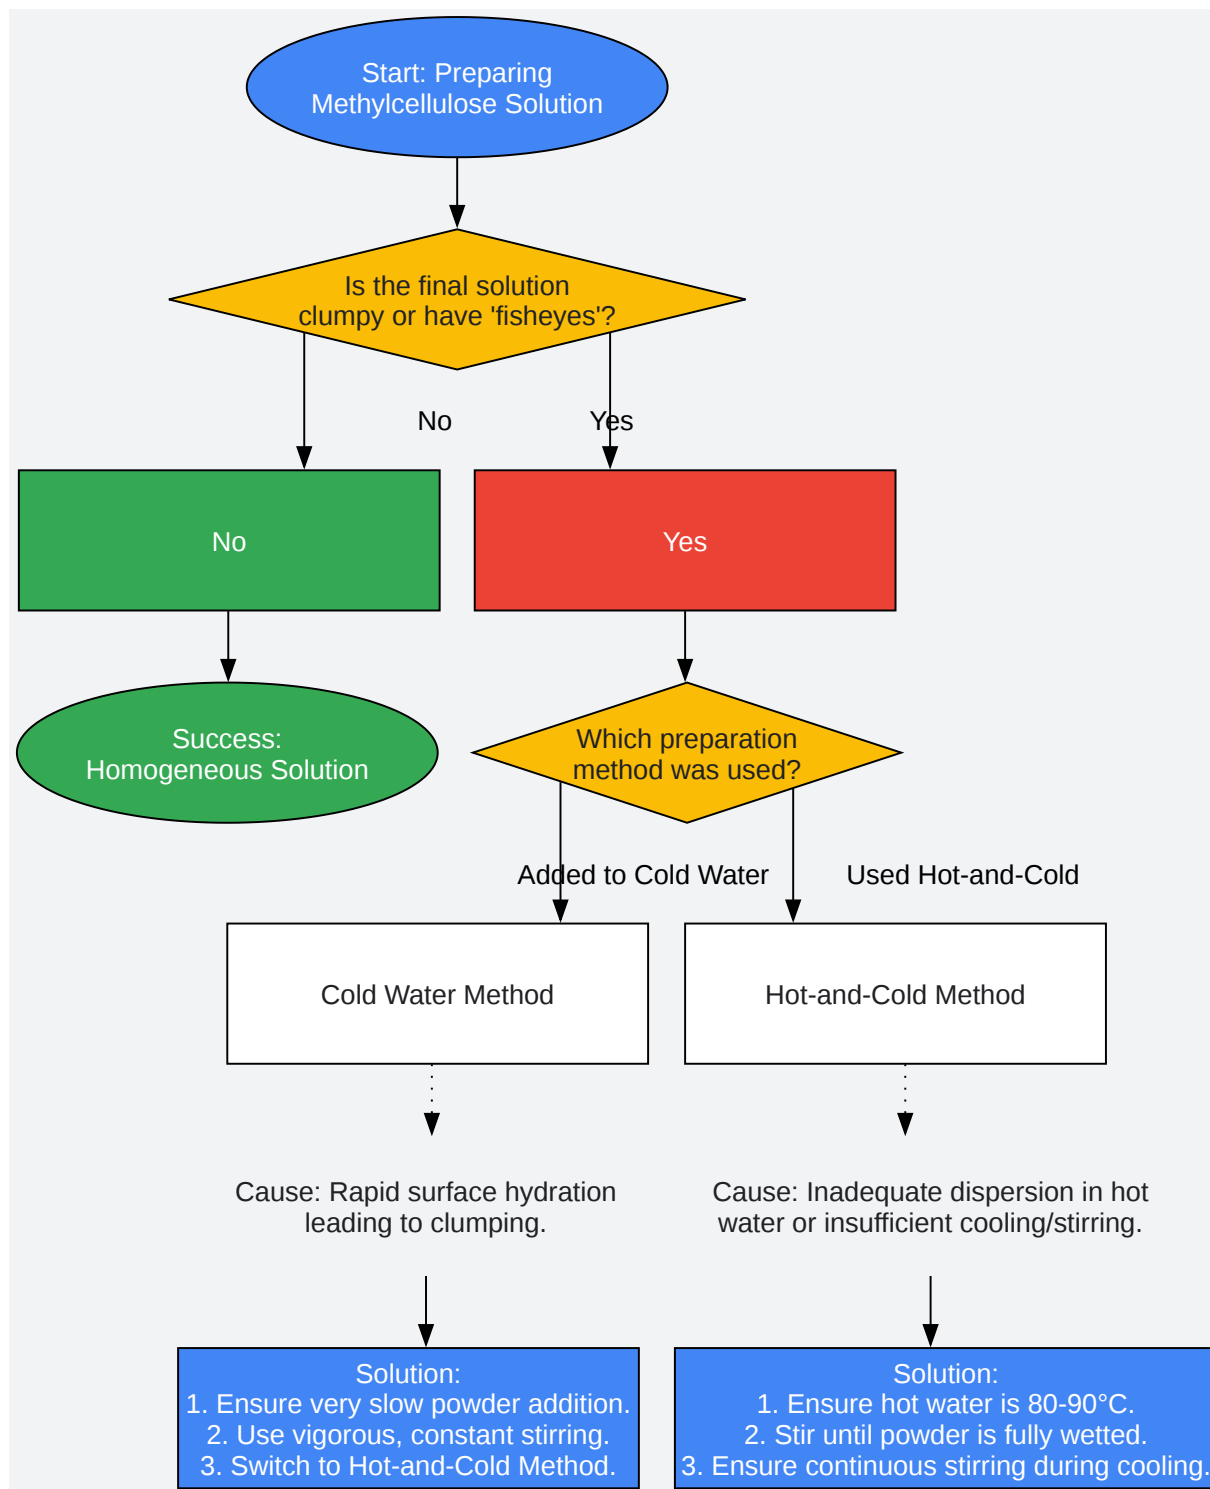 Start: Preparing
Methylcellulose Solution
Is the final solution
clumpy or have 'fisheyes'?
No
Yes
No
Yes
Success:
Homogeneous Solution
Which preparation
method was used?
Added to Cold Water
Used Hot-and-Cold
Cold Water Method
Hot-and-Cold Method
Cause: Rapid surface hydration
leading to clumping.
Cause: Inadequate dispersion in hot
water or insufficient cooling/stirring.
Solution:
1. Ensure very slow powder addition.
2. Use vigorous, constant stirring.
3. Switch to Hot-and-Cold Method.
Solution:
1. Ensure hot water is 80-90°C.
2. Stir until powder is fully wetted.
3. Ensure continuous stirring during cooling.